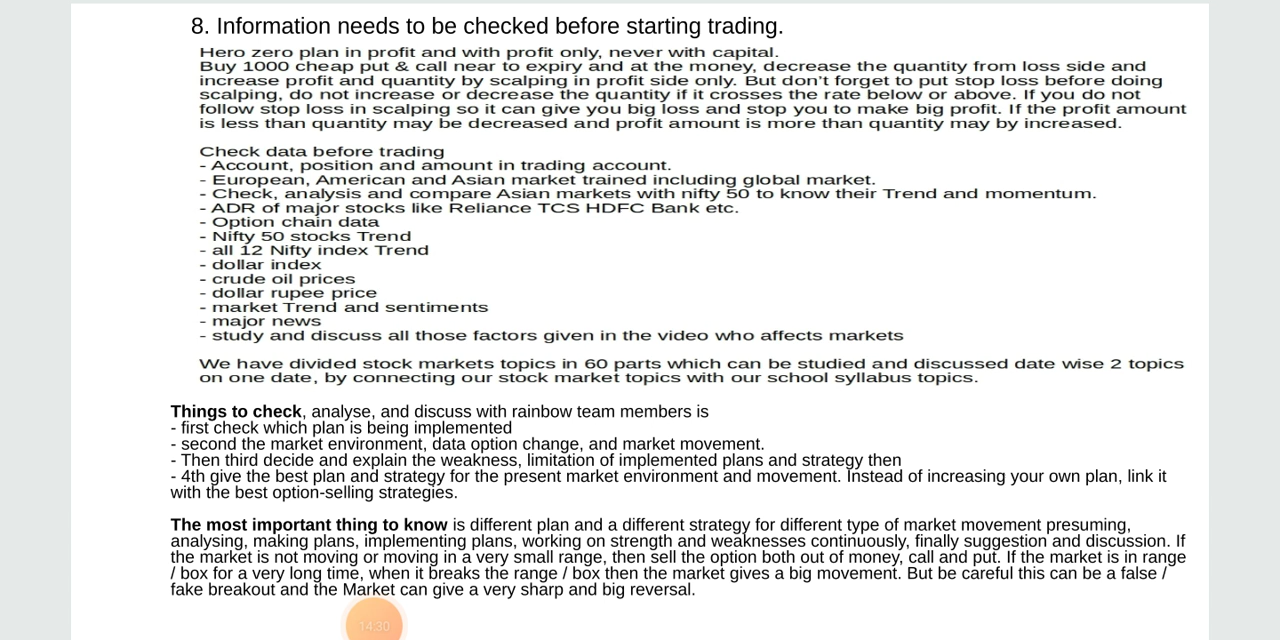 8. Information needs to be checked before starting trading.
Hero zero plan in profit and with profit only, never with capital.
Buy 1000 cheap put & call near to expiry and at the money, decrease the quantity from loss side and
increase profit and quantity by scalping in profit side only. But don't forget to put stop loss before doing
scalping, do not increase or decrease the quantity if it crosses the rate below or above. If you do not
follow stop loss in scalping so it can give you big loss and stop you to make big profit. If the profit amount
is less than quantity may be decreased and profit amount is more than quantity may by increased.
Check data before trading
- Account, position and amount in trading account.
- European, American and Asian market trained including global market.
- Check, analysis and compare Asian markets with nifty 50 to know their Trend and momentum.
- ADR of major stocks like Reliance TCS HDFC Bank etc.
- Option chain data
- Nifty 50 stocks Trend
- all 12 Nifty index Trend
- dollar index
- crude oil prices
- dollar rupee price
- market Trend and sentiments
- major news
- study and discuss all those factors given in the video who affects markets
We have divided stock markets topics in 60 parts which can be studied and discussed date wise 2 topics
on one date, by connecting our stock market topics with our school syllabus topics.
Things to check, analyse, and discuss with rainbow team members is
- first check which plan is being implemented
- second the market environment, data option change, and market movement.
- Then third decide and explain the weakness, limitation of implemented plans and strategy then
- 4th give the best plan and strategy for the present market environment and movement. Instead of increasing your own plan, link it
with the best option-selling strategies.
The most important thing to know is different plan and a different strategy for different type of market movement presuming,
analysing, making plans, implementing plans, working on strength and weaknesses continuously, finally suggestion and discussion. If
the market is not moving or moving in a very small range, then sell the option both out of money, call and put. If the market is in range
/ box for a very long time, when it breaks the range / box then the market gives a big movement. But be careful this can be a false /
fake breakout and the Market can give a very sharp and big reversal.
14:30